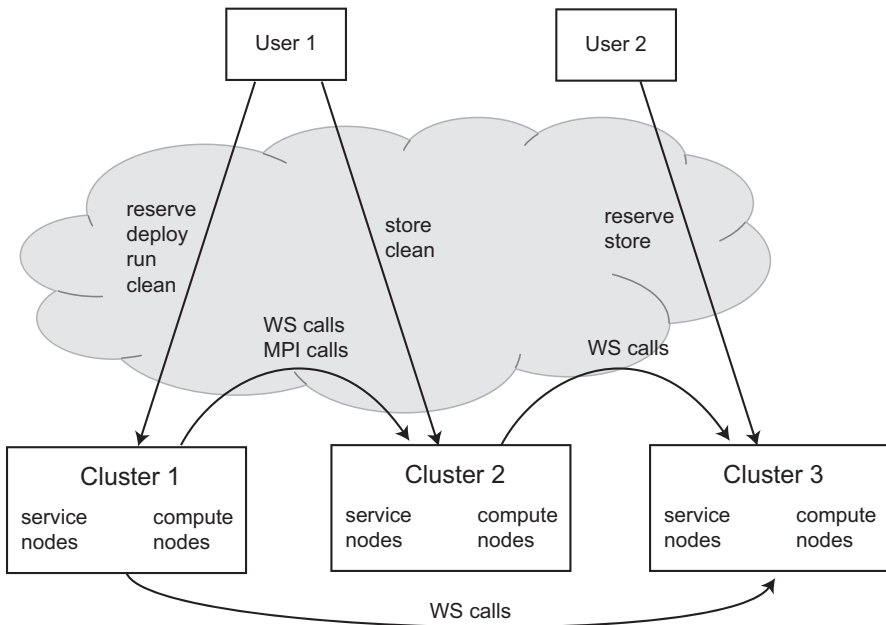 User 1
User 2
reserve
deploy
run
clean
store
clean
reserve
store
WS calls
MPI calls
WS calls
Cluster 1
service
nodes
compute
nodes
Cluster 2
service
nodes
compute
nodes
Cluster 3
service
nodes
compute
nodes
WS calls